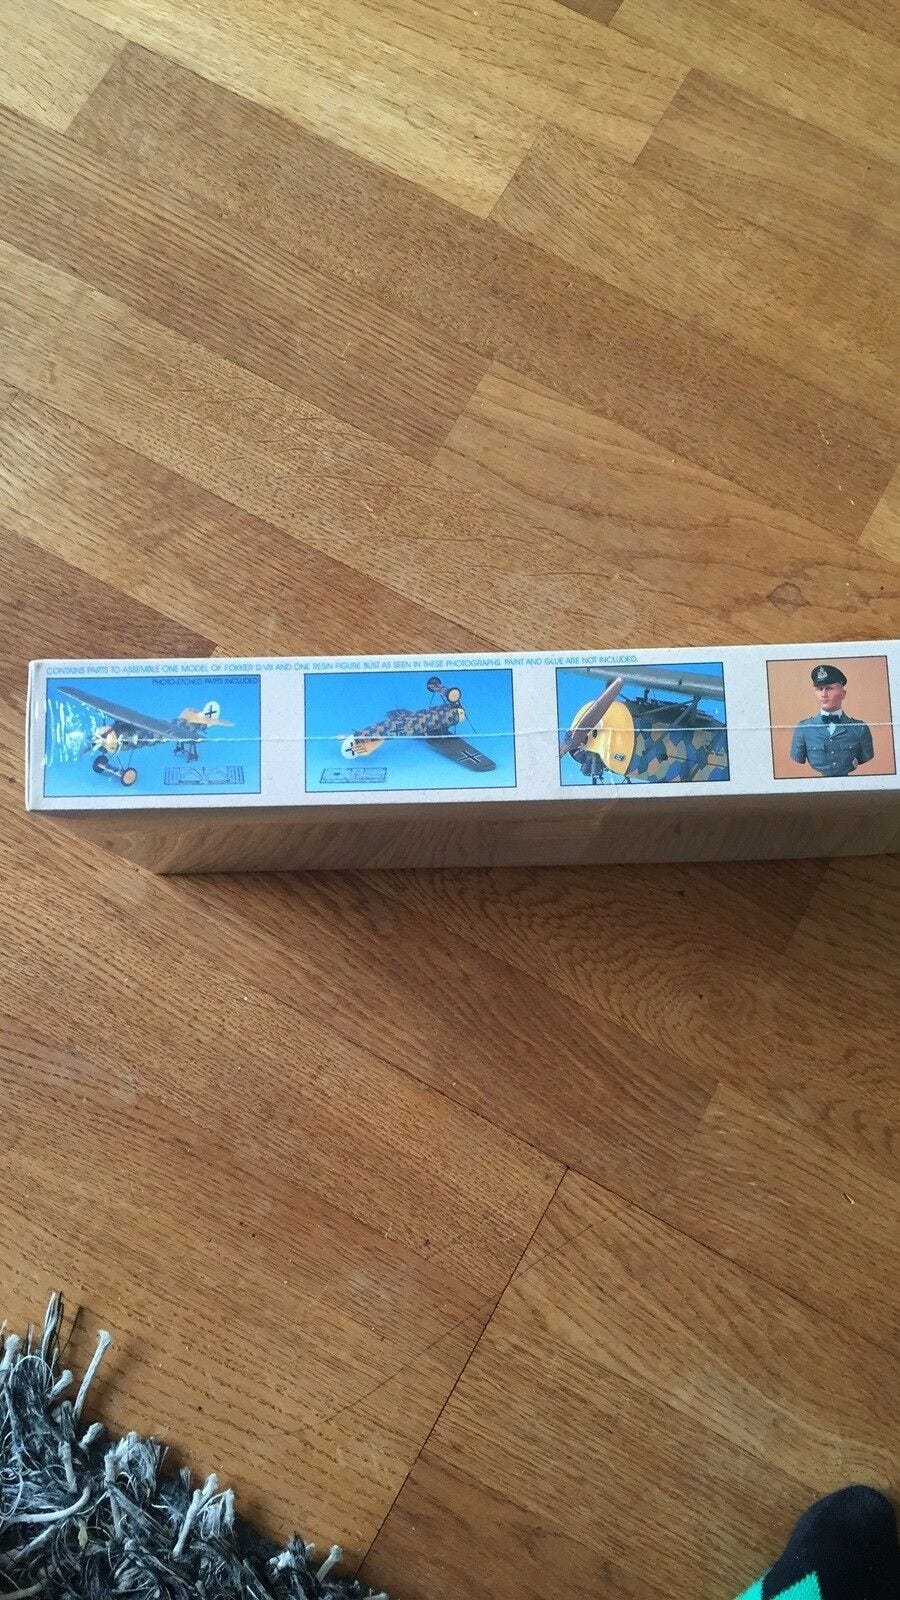 CONTAINS PARTS TO ASSEMBLE ONE MODEL OF FOKKER D.VIII AND ONE RESIN FIGURE BUST AS SEEN IN THESE PHOTOGRAPHS. PAINT AND GLUE ARE NOT INCLUDED.
PHOTO-ETCHED PARTS INCLUDED